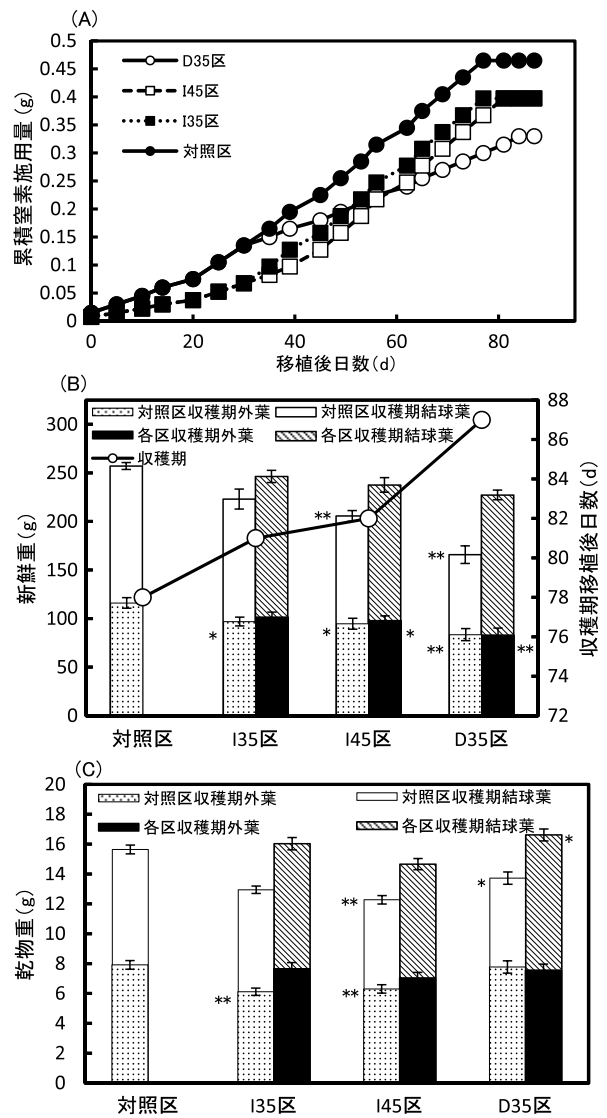 (A)
累積窒素施用量(g)
0.5
0.45
0.4
0.35
0.3
0.25
0.2
0.15
0.1
0.05
0
D35区
I45区
I35区
対照区
0 20 40 60 80
移植後日数(d)
(B)
新鮮重(g)
300
250
200
150
100
50
0
対照区収穫期外葉 対照区収穫期結球葉
各区収穫期外葉 各区収穫期結球葉
収穫期
** **
* * * ** **
88
86
84
82
80
78
76
74
72
収穫期移植後日数(d)
対照区 I35区 I45区 D35区
(C)
乾物重(g)
20
18
16
14
12
10
8
6
4
2
0
対照区収穫期外葉 対照区収穫期結球葉
各区収穫期外葉 各区収穫期結球葉
*
** *
** **
対照区 I35区 I45区 D35区